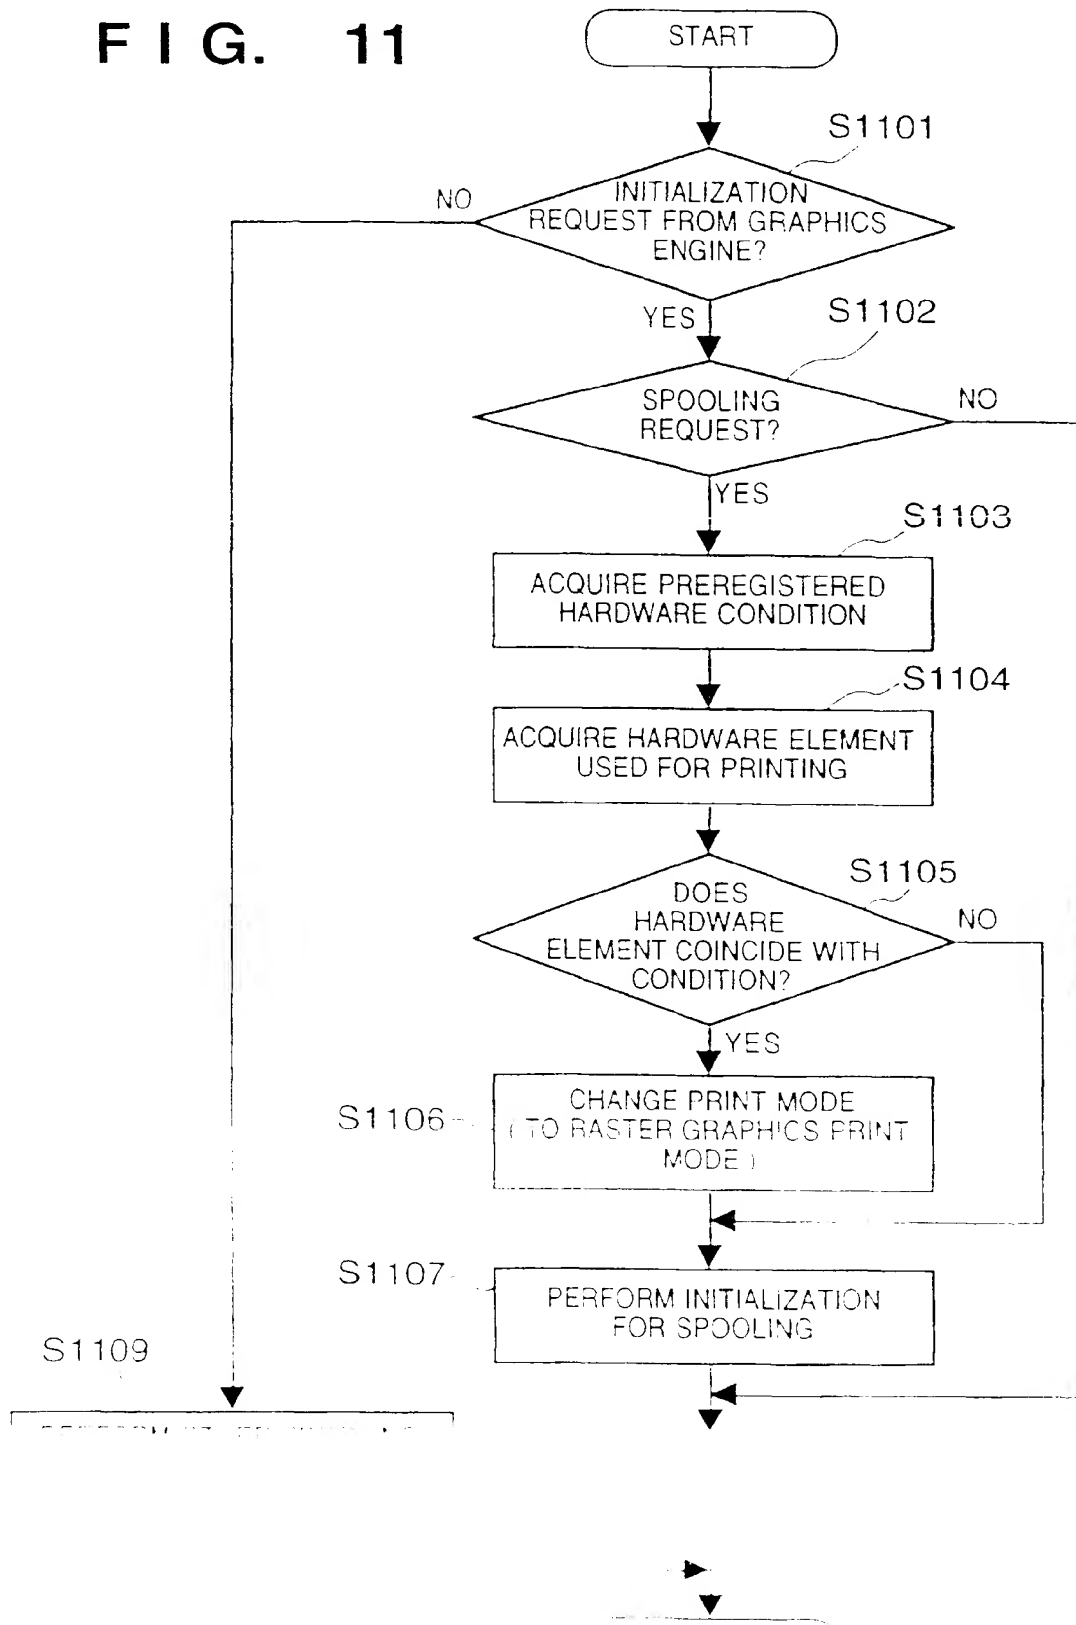 FIG. 11
START
S1101
INITIALIZATION
REQUEST FROM GRAPHICS
ENGINE?
NO
YES
S1102
SPOOLING
REQUEST?
NO
YES
S1103
ACQUIRE PREREGISTERED
HARDWARE CONDITION
S1104
ACQUIRE HARDWARE ELEMENT
USED FOR PRINTING
S1105
DOES
HARDWARE
ELEMENT COINCIDE WITH
CONDITION?
NO
YES
S1106
CHANGE PRINT MODE
(TO RASTER GRAPHICS PRINT
MODE)
S1107
PERFORM INITIALIZATION
FOR SPOOLING
S1109